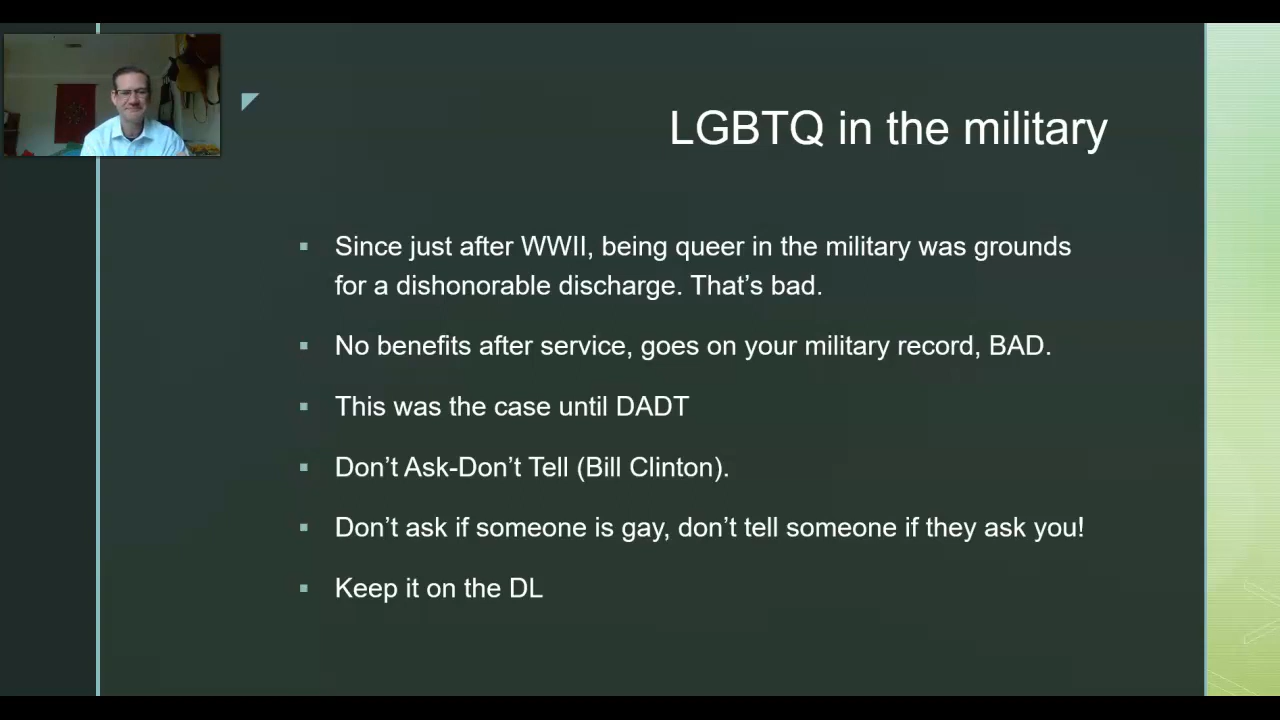 LGBTQ in the military
Since just after WWII, being queer in the military was grounds
for a dishonorable discharge. That’s bad.
No benefits after service, goes on your military record, BAD.
This was the case until DADT
Don’t Ask-Don’t Tell (Bill Clinton).
Don’t ask if someone is gay, don’t tell someone if they ask you!
Keep it on the DL